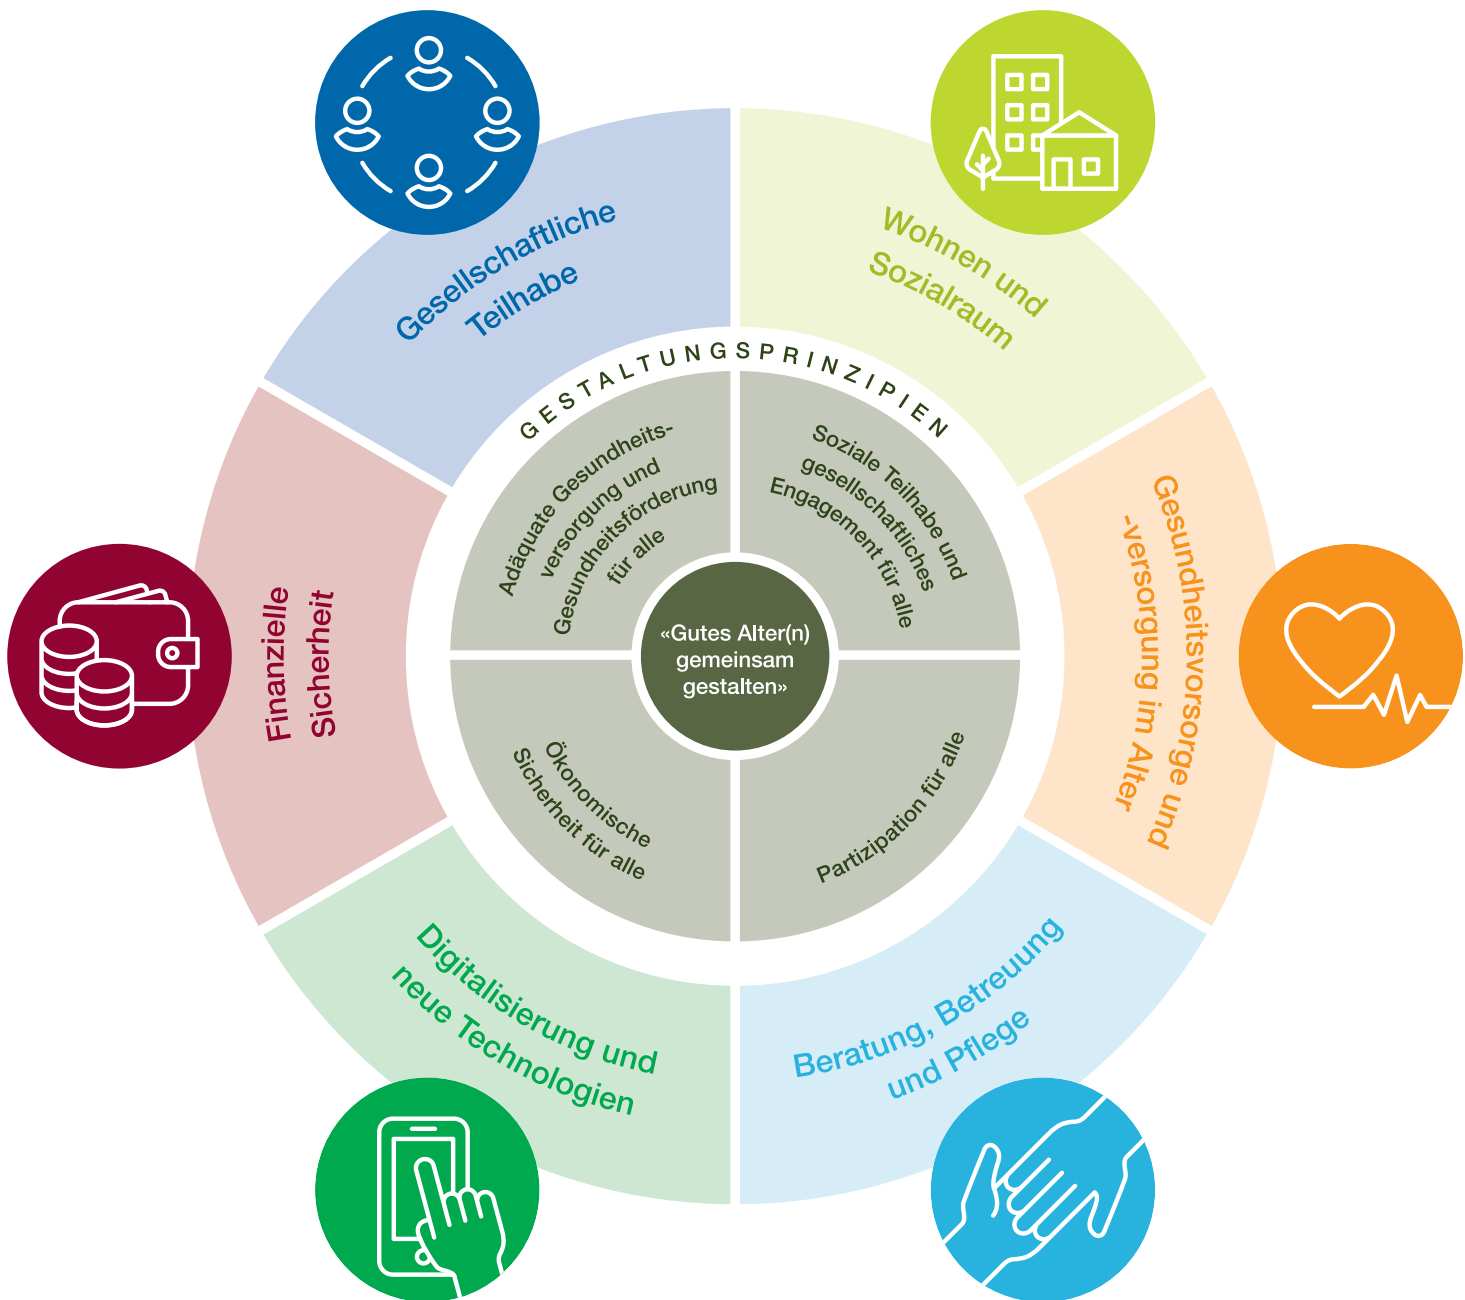 Gesellschaftliche
Teilhabe
Wohnen und
Sozialraum
Gesundheitsvorsorge und
-versorgung im Alter
Beratung, Betreuung
und Pflege
Digitalisierung und
neue Technologien
Finanzielle
Sicherheit
GESTALTUNGSPRINZIPIEN
Adäquate Gesundheits-
versorgung und
Gesundheitsförderung
für alle
Soziale Teilhabe und
gesellschaftliches
Engagement für alle
Partizipation für alle
Ökonomische
Sicherheit für alle
«Gutes Alter(n)
gemeinsam
gestalten»